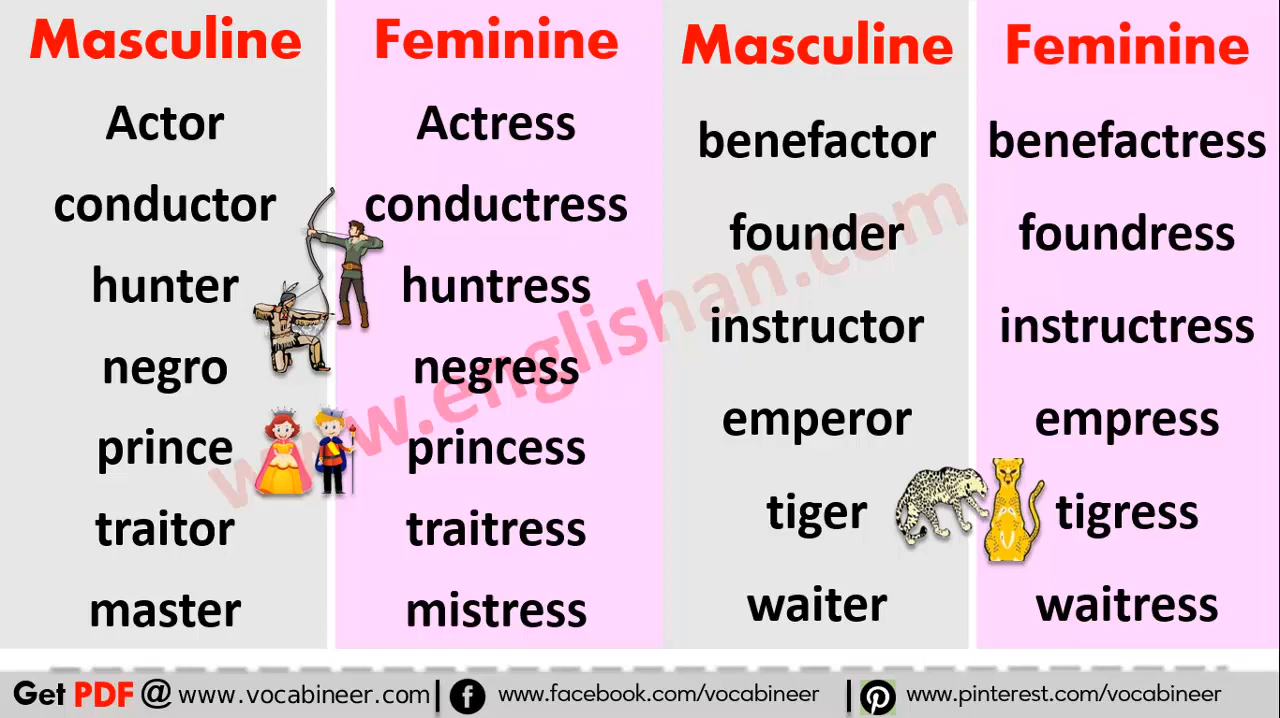 Masculine Feminine Masculine Feminine
Actor Actress benefactor benefactress
conductor conductress founder foundress
hunter huntress instructor instructress
negro negress emperor empress
prince princess tiger tigress
traitor traitress waiter waitress
master mistress
www.englishan.com
Get PDF @ www.vocabineer.com www.facebook.com/vocabineer www.pinterest.com/vocabineer